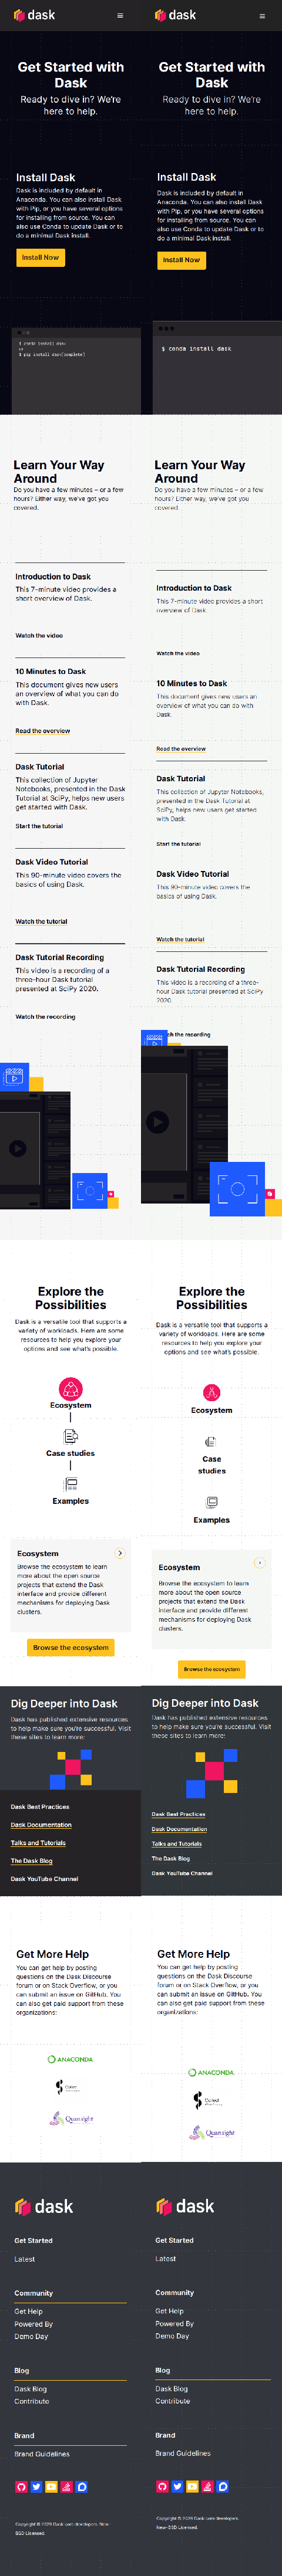 dask
Get Started with
Dask
Ready to dive in? We're
here to help.
Install Dask
Dask is included by default in
Anaconda. You can also install Dask
with Pip, or you have several options
for installing from source. You can
also use Conda to update Dask or to
do a minimal Dask install.
Install Now
$ conda install dask
or
$ pip install dask[complete]
Learn Your Way
Around
Do you have a few minutes – or a few
hours? Either way, we've got you
covered.
Introduction to Dask
This 7-minute video provides a
short overview of Dask.
Watch the video
10 Minutes to Dask
This document gives new users
an overview of what you can do
with Dask.
Read the overview
Dask Tutorial
This collection of Jupyter
Notebooks, presented in the Dask
Tutorial at SciPy, helps new users
get started with Dask.
Start the tutorial
Dask Video Tutorial
This 90-minute video covers the
basics of using Dask.
Watch the tutorial
Dask Tutorial Recording
This video is a recording of a
three-hour Dask tutorial
presented at SciPy 2020.
Watch the recording
Explore the
Possibilities
Dask is a versatile tool that supports a
variety of workloads. Here are some
resources to help you explore your
options and see what's possible.
Ecosystem
Case studies
Examples
Ecosystem
Browse the ecosystem to learn
more about the open source
projects that extend the Dask
interface and provide different
mechanisms for deploying Dask
clusters.
Browse the ecosystem
Dig Deeper into Dask
Dask has published extensive resources
to help make sure you're successful. Visit
these sites to learn more:
Dask Best Practices
Dask Documentation
Talks and Tutorials
The Dask Blog
Dask YouTube Channel
Get More Help
You can get help by posting
questions on the Dask Discourse
forum or on Stack Overflow, or you
can submit an issue on GitHub. You
can also get paid support from these
organizations:
ANACONDA
Coiled
Quansight
dask
Get Started
Latest
Community
Get Help
Powered By
Demo Day
Blog
Dask Blog
Contribute
Brand
Brand Guidelines
dask
Get Started with
Dask
Ready to dive in? We're
here to help.
Install Dask
Dask is included by default in
Anaconda. You can also install Dask
with Pip, or you have several options
for installing from source. You can
also use Conda to update Dask or to
do a minimal Dask install.
Install Now
$ conda install dask
Learn Your Way
Around
Do you have a few minutes – or a few
hours? Either way, we've got you
covered.
Introduction to Dask
This 7-minute video provides a short
overview of Dask.
Watch the video
10 Minutes to Dask
This document gives new users an
overview of what you can do with
Dask.
Read the overview
Dask Tutorial
This collection of Jupyter Notebooks,
presented in the Dask Tutorial at
SciPy, helps new users get started
with Dask.
Start the tutorial
Dask Video Tutorial
This 90-minute video covers the
basics of using Dask.
Watch the tutorial
Dask Tutorial Recording
This video is a recording of a three-
hour Dask tutorial presented at SciPy
2020.
the recording
Explore the
Possibilities
Dask is a versatile tool that supports a
variety of workloads. Here are some
resources to help you explore your
options and see what's possible.
Ecosystem
Case
studies
Examples
Ecosystem
Browse the ecosystem to learn
more about the open source
projects that extend the Dask
interface and provide different
mechanisms for deploying Dask
clusters.
Browse the ecosystem
Dig Deeper into Dask
Dask has published extensive resources
to help make sure you're successful. Visit
these sites to learn more:
Dask Best Practices
Dask Documentation
Talks and Tutorials
The Dask Blog
Dask YouTube Channel
Get More Help
You can get help by posting
questions on the Dask Discourse
forum or on Stack Overflow, or you
can submit an issue on GitHub. You
can also get paid support from these
organizations:
ANACONDA
Coiled
Quansight
dask
Get Started
Latest
Community
Get Help
Powered By
Demo Day
Blog
Dask Blog
Contribute
Brand
Brand Guidelines